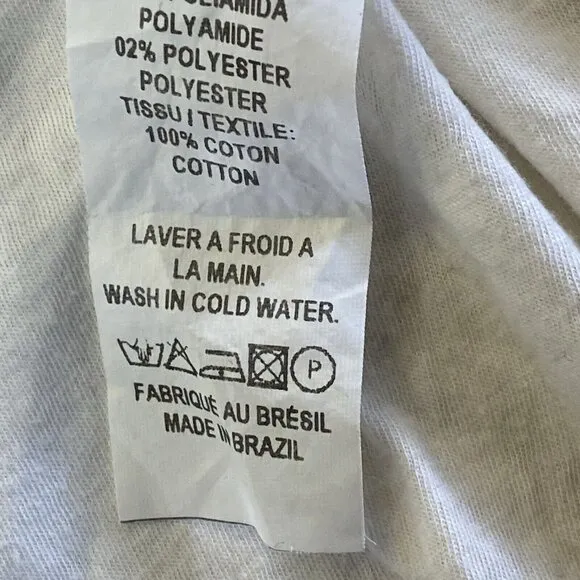 POLIAMIDA
POLYAMIDE
02% POLYESTER
POLYESTER
TISSU I TEXTILE:
100% COTON
COTTON
LAVER A FROID A
LA MAIN.
WASH IN COLD WATER.
P
FABRIQUÉ AU BRÉSIL
MADE IN BRAZIL